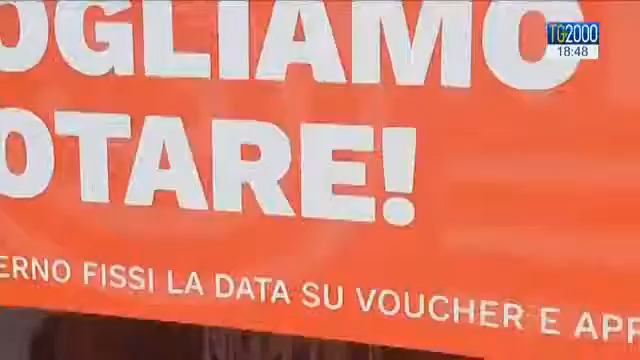 TG2000
18:48
OGLIAMO
OTARE!
ERNO FISSI LA DATA SU VOUCHER E APP